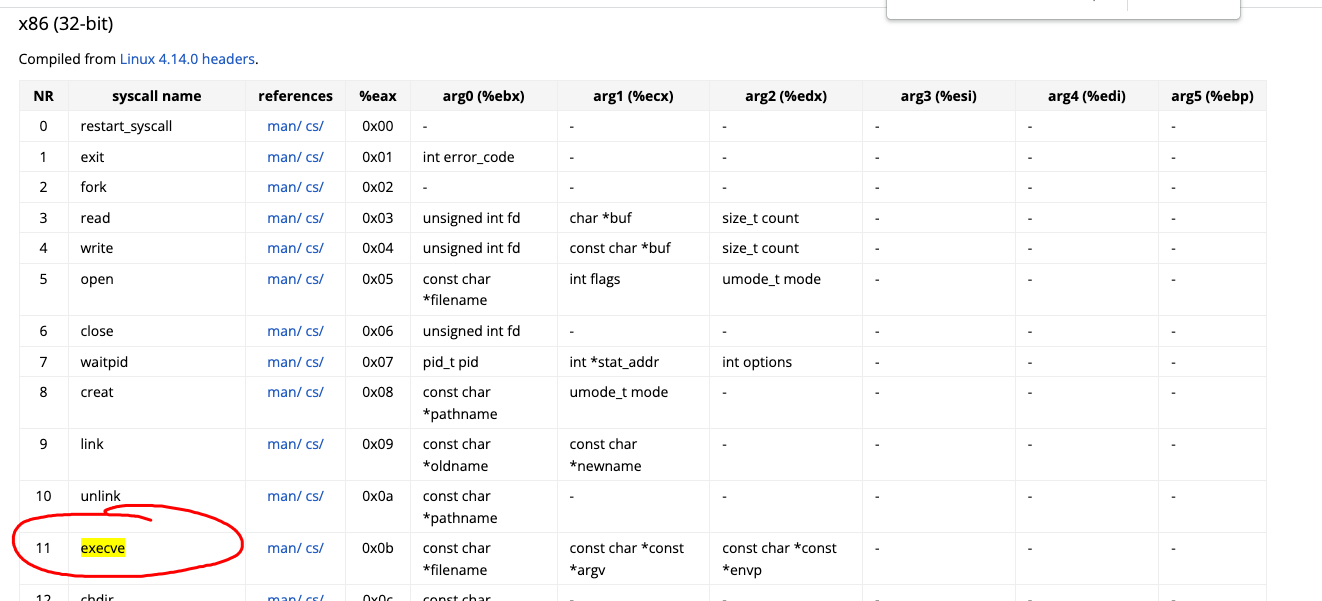 x86 (32-bit)
Compiled from Linux 4.14.0 headers.
NR syscall name references %eax arg0 (%ebx) arg1 (%ecx) arg2 (%edx) arg3 (%esi) arg4 (%edi) arg5 (%ebp)
0 restart_syscall man/ cs/ 0x00 - - - - - -
1 exit man/ cs/ 0x01 int error_code - - - - -
2 fork man/ cs/ 0x02 - - - - - -
3 read man/ cs/ 0x03 unsigned int fd char *buf size_t count - - -
4 write man/ cs/ 0x04 unsigned int fd const char *buf size_t count - - -
5 open man/ cs/ 0x05 const char int flags umode_t mode - - -
*filename
6 close man/ cs/ 0x06 unsigned int fd - - - - -
7 waitpid man/ cs/ 0x07 pid_t pid int *stat_addr int options - - -
8 creat man/ cs/ 0x08 const char umode_t mode - - - -
*pathname
9 link man/ cs/ 0x09 const char const char - - - -
*oldname *newname
10 unlink man/ cs/ 0x0a const char - - - - -
*pathname
11 execve man/ cs/ 0x0b const char const char *const const char *const - - -
*filename *argv *envp
12 chdir man/ cs/ 0x0c const char - - - - -